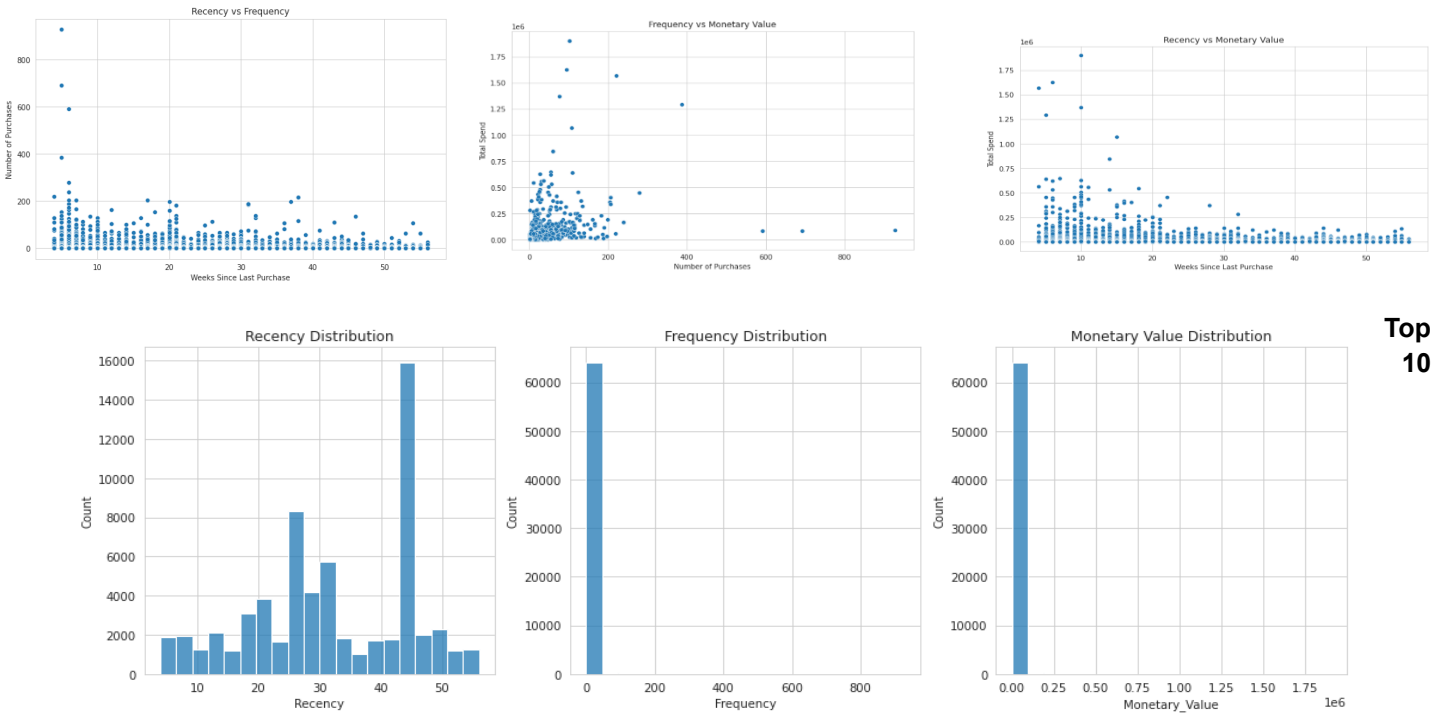 Recency vs Frequency
800
600
400
200
0
Number of Purchases
10 20 30 40 50
Weeks Since Last Purchase
Frequency vs Monetary Value
1e6
1.75
1.50
1.25
1.00
0.75
0.50
0.25
0.00
Total Spend
0 200 400 600 800
Number of Purchases
Recency vs Monetary Value
1e6
1.75
1.50
1.25
1.00
0.75
0.50
0.25
0.00
Total Spend
10 20 30 40 50
Weeks Since Last Purchase
Recency Distribution
16000
14000
12000
10000
8000
6000
4000
2000
0
Count
10 20 30 40 50
Recency
Frequency Distribution
60000
50000
40000
30000
20000
10000
0
Count
0 200 400 600 800
Frequency
Monetary Value Distribution
60000
50000
40000
30000
20000
10000
0
Count
0.00 0.25 0.50 0.75 1.00 1.25 1.50 1.75
1e6
Monetary_Value
Top
10